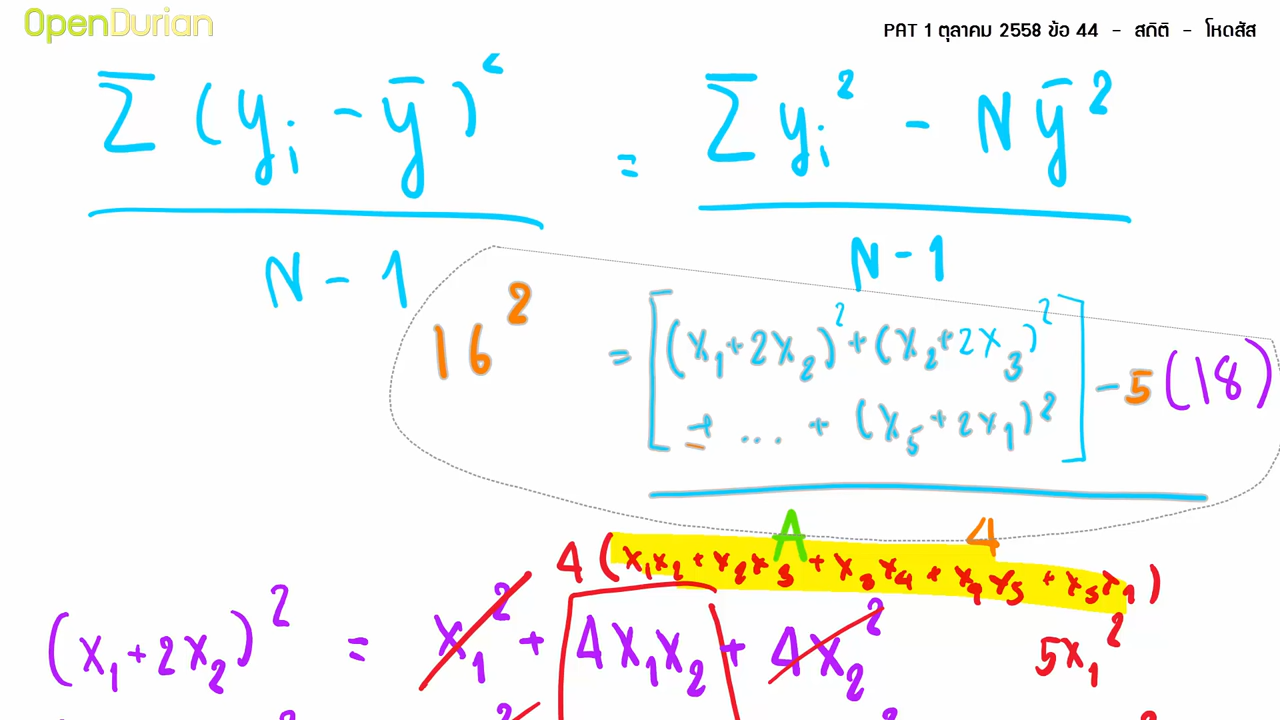 OpenDurian
PAT 1 ตุลาคม 2558 ข้อ 44 - สถิติ - โหดสัส
Σ (yᵢ - ȳ)² / N - 1 = Σ yᵢ² - N ȳ² / N - 1
16² = [(x₁+2x₂)² + (x₂+2x₃)²
+ ... + (x₅+2x₁)²] - 5 (18)
A 4
4 (x₁x₂ + x₂x₃ + x₃x₄ + x₄x₅ + x₅x₁)
(x₁+2x₂)² = x₁² + 4x₁x₂ + 4x₂² 5x₁²